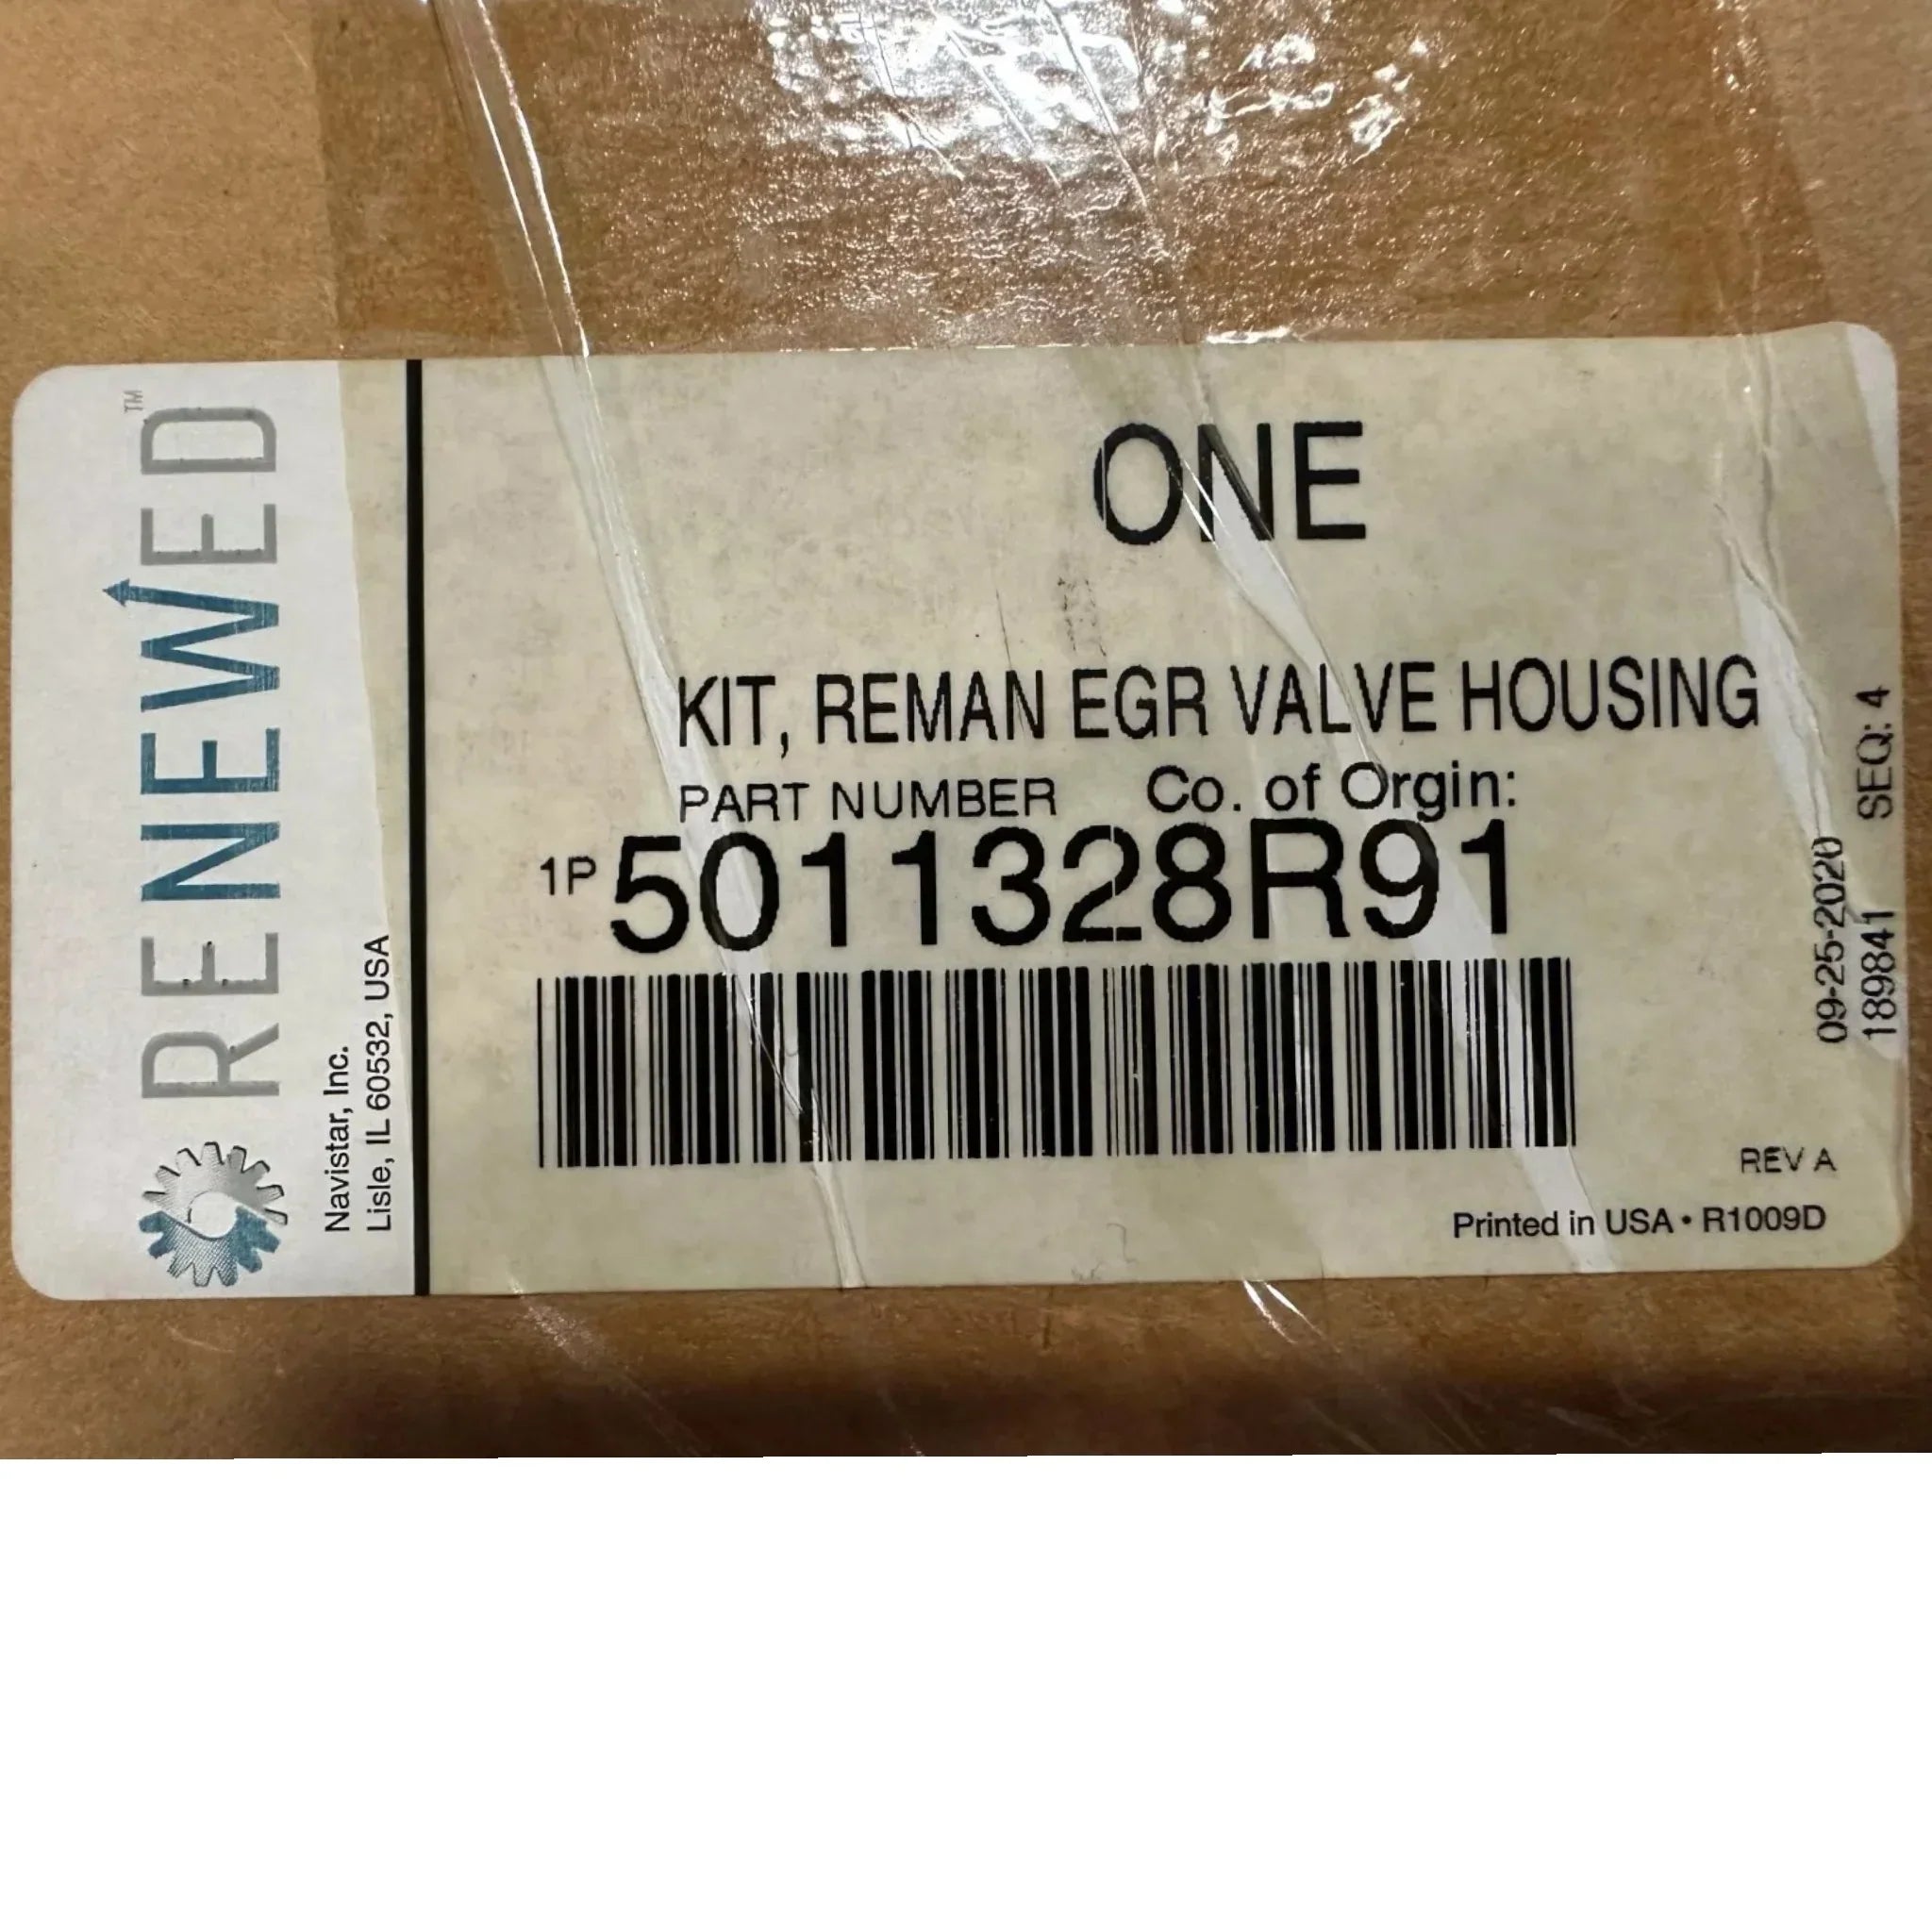 RENEWED™
Navistar, Inc.
Lisle, IL 60532, USA
ONE
KIT, REMAN EGR VALVE HOUSING
PART NUMBER Co. of Orgin:
1P 5011328R91
09-25-2020
189841 SEQ: 4
REV A
Printed in USA • R1009D